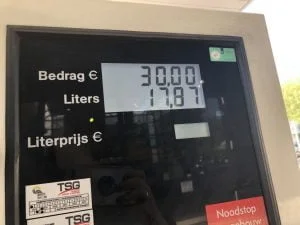 Bedrag € 30.00
Liters 17,87
Literprijs €
TSG
TSG
Noodstop